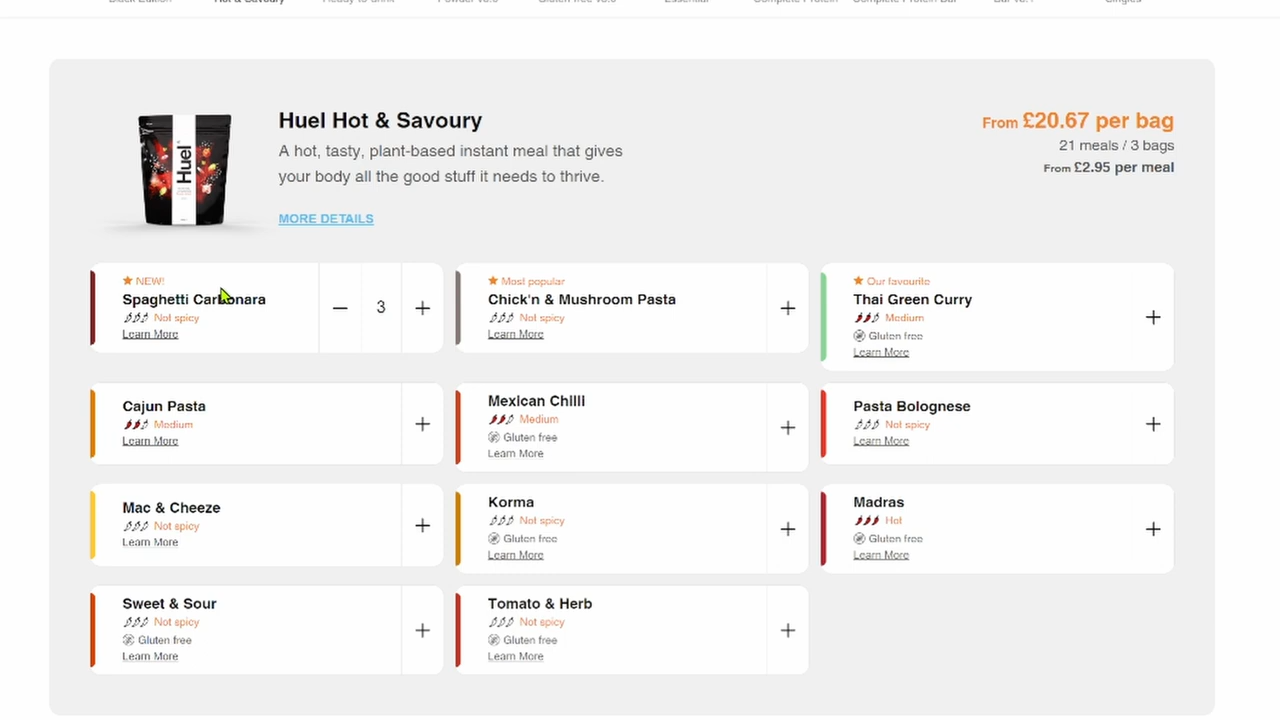 Black Edition Hot & Savoury Ready-to-drink Powder v3.0 Gluten-free v3.0 Essential Complete Protein Complete Protein Bar Bar v3.1 Singles
Huel
Huel Hot & Savoury
A hot, tasty, plant-based instant meal that gives
your body all the good stuff it needs to thrive.
MORE DETAILS
From £20.67 per bag
21 meals / 3 bags
From £2.95 per meal
NEW!
Spaghetti Carbonara
Not spicy
Learn More
3
Most popular
Chick'n & Mushroom Pasta
Not spicy
Learn More
Our favourite
Thai Green Curry
Medium
Gluten free
Learn More
Cajun Pasta
Medium
Learn More
Mexican Chilli
Medium
Gluten free
Learn More
Pasta Bolognese
Not spicy
Learn More
Mac & Cheeze
Not spicy
Learn More
Korma
Not spicy
Gluten free
Learn More
Madras
Hot
Gluten free
Learn More
Sweet & Sour
Not spicy
Gluten free
Learn More
Tomato & Herb
Not spicy
Gluten free
Learn More